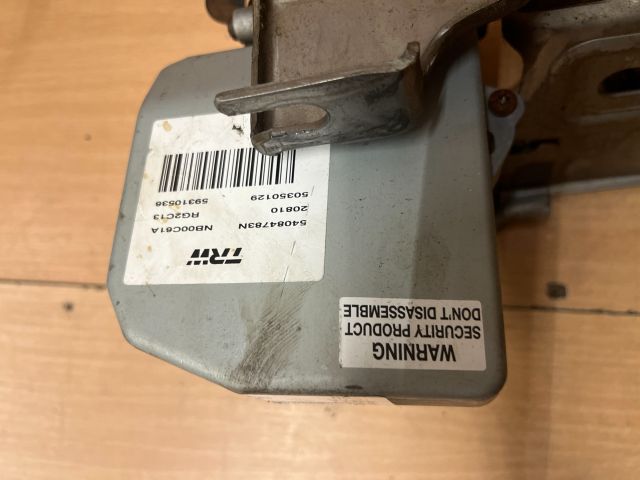 TRW
54084783N NB00C61A
20810 RG2C13
50350129 59310536
WARNING
SECURITY PRODUCT
DON'T DISASSEMBLE